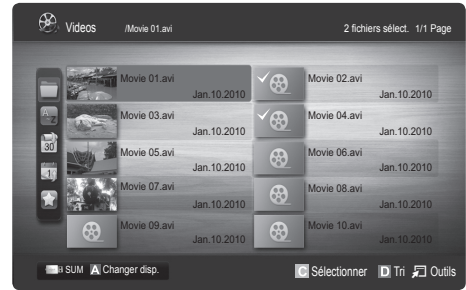 Videos /Movie 01.avi 2 fichiers sélect. 1/1 Page
Movie 01.avi
Jan.10.2010
Movie 02.avi
Jan.10.2010
Movie 03.avi
Jan.10.2010
Movie 04.avi
Jan.10.2010
Movie 05.avi
Jan.10.2010
Movie 06.avi
Jan.10.2010
Movie 07.avi
Jan.10.2010
Movie 08.avi
Jan.10.2010
Movie 09.avi
Jan.10.2010
Movie 10.avi
Jan.10.2010
30
1
SUM A Changer disp. C Sélectionner D Tri Outils